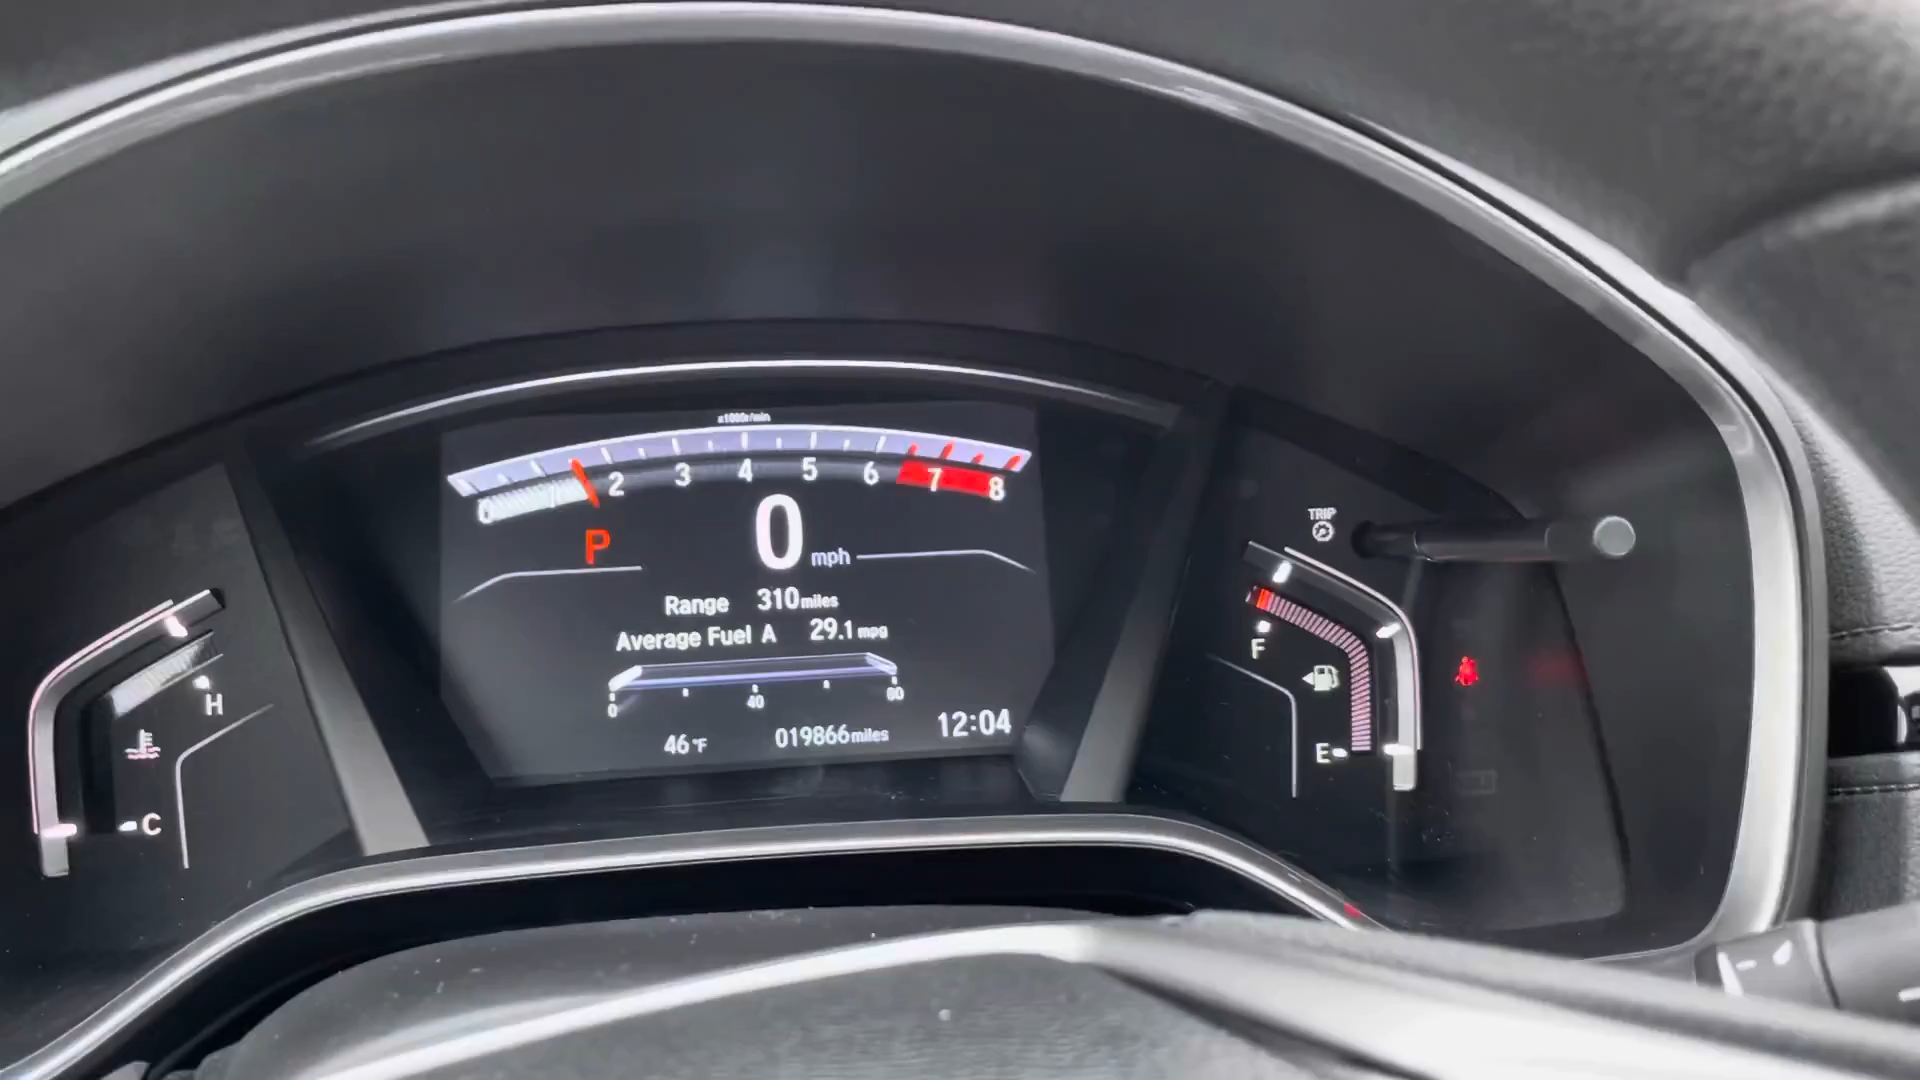 x1000r/min
0 1 2 3 4 5 6 7 8
P
0 mph
Range 310 miles
Average Fuel A 29.1 mpg
0 40 80
46°F 019866 miles 12:04
H
C
TRIP
F
E